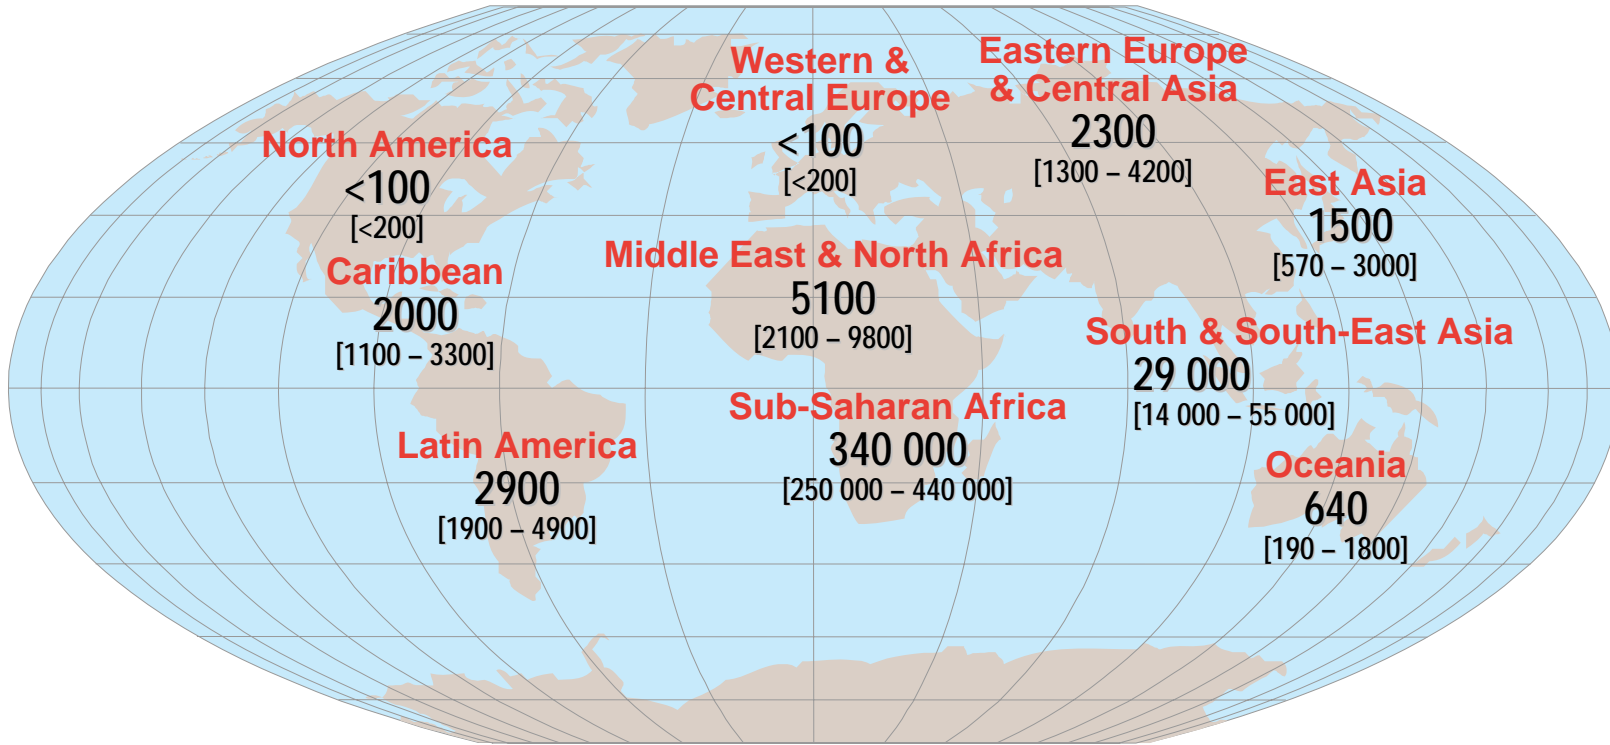 Western &
Central Europe
<100
[<200]
Eastern Europe
& Central Asia
2300
[1300 – 4200]
North America
<100
[<200]
East Asia
1500
[570 – 3000]
Caribbean
2000
[1100 – 3300]
Middle East & North Africa
5100
[2100 – 9800]
South & South-East Asia
29 000
[14 000 – 55 000]
Sub-Saharan Africa
340 000
[250 000 – 440 000]
Latin America
2900
[1900 – 4900]
Oceania
640
[190 – 1800]